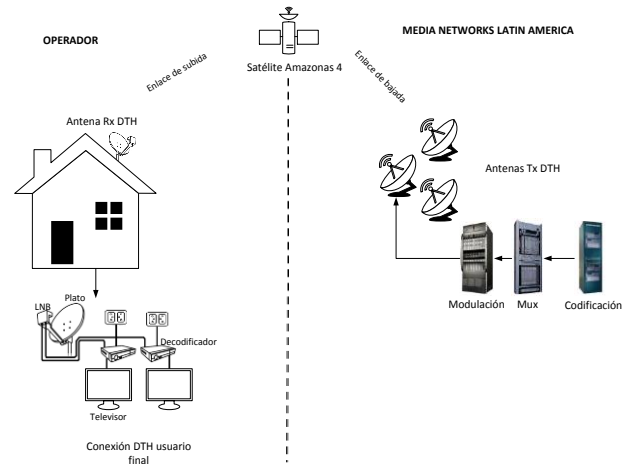 OPERADOR
MEDIA NETWORKS LATIN AMERICA
Satélite Amazonas 4
Enlace de subida
Enlace de bajada
Antena Rx DTH
Antenas Tx DTH
Modulación
Mux
Codificación
LNB
Plato
Decodificador
Televisor
Conexión DTH usuario
final